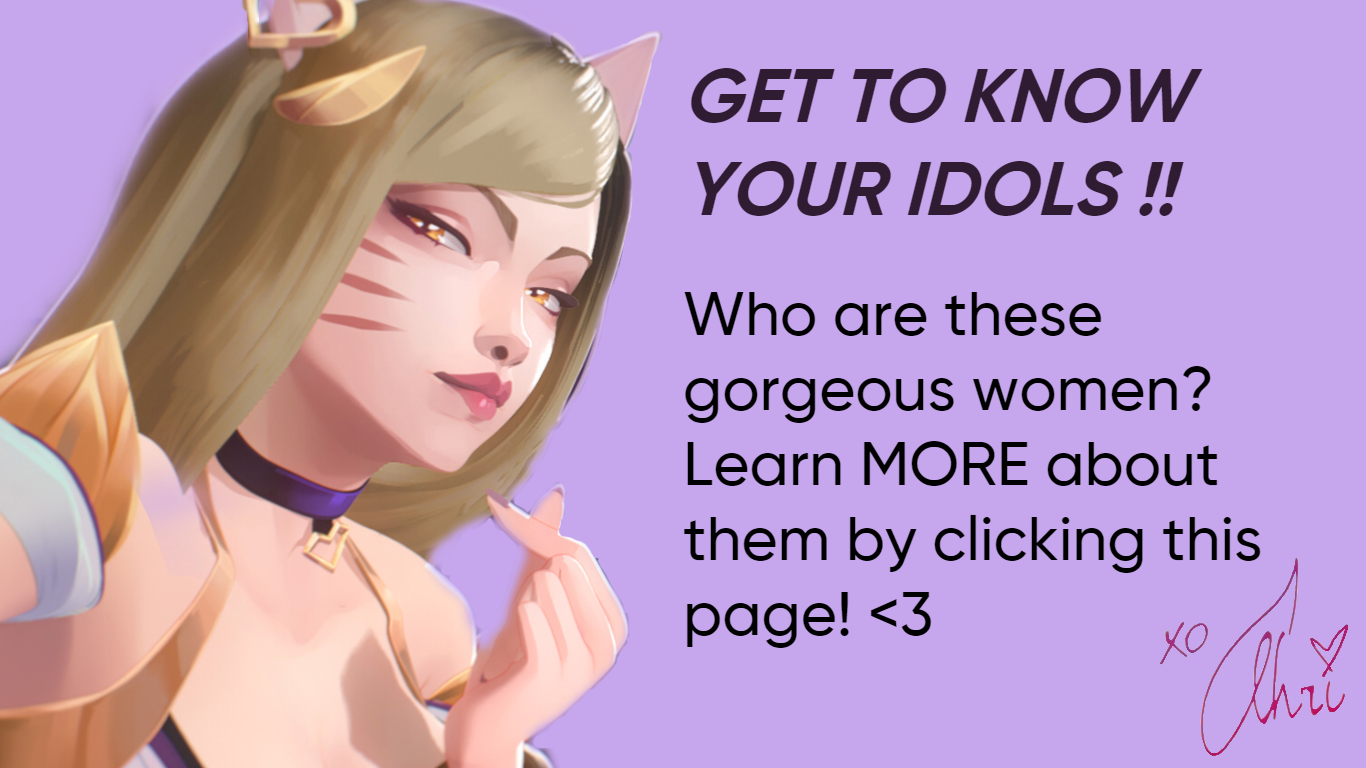 GET TO KNOW
YOUR IDOLS !!
Who are these
gorgeous women?
Learn MORE about
them by clicking this
page! <3
XO
Ahri